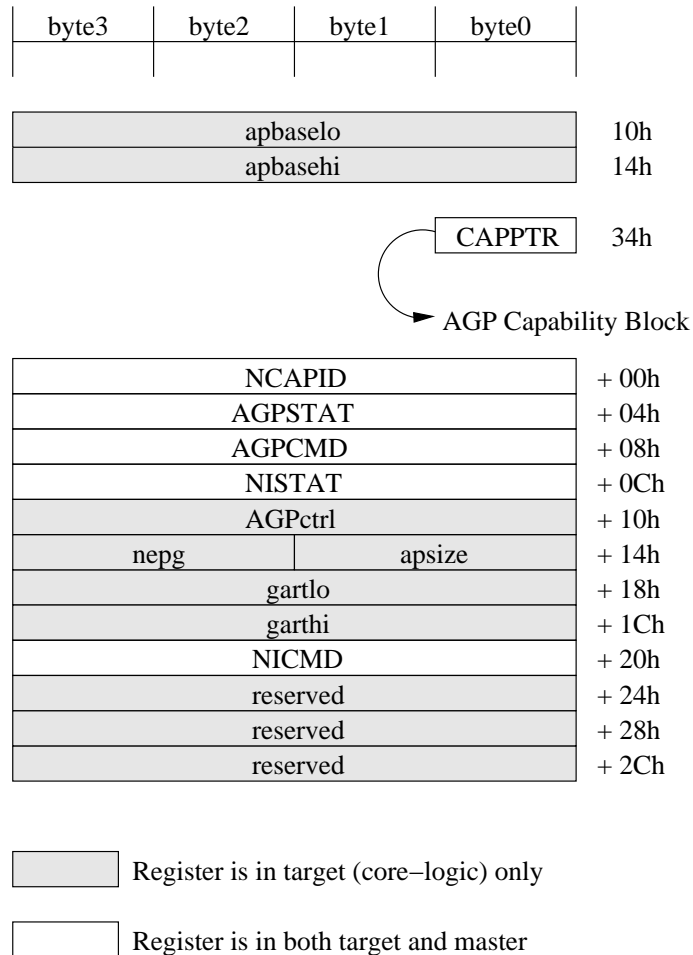 byte3 byte2 byte1 byte0
apbaselo 10h
apbasehi 14h
CAPPTR 34h
AGP Capability Block
NCAPID + 00h
AGPSTAT + 04h
AGPCMD + 08h
NISTAT + 0Ch
AGPctrl + 10h
nepg apsize + 14h
gartlo + 18h
garthi + 1Ch
NICMD + 20h
reserved + 24h
reserved + 28h
reserved + 2Ch
Register is in target (core−logic) only
Register is in both target and master